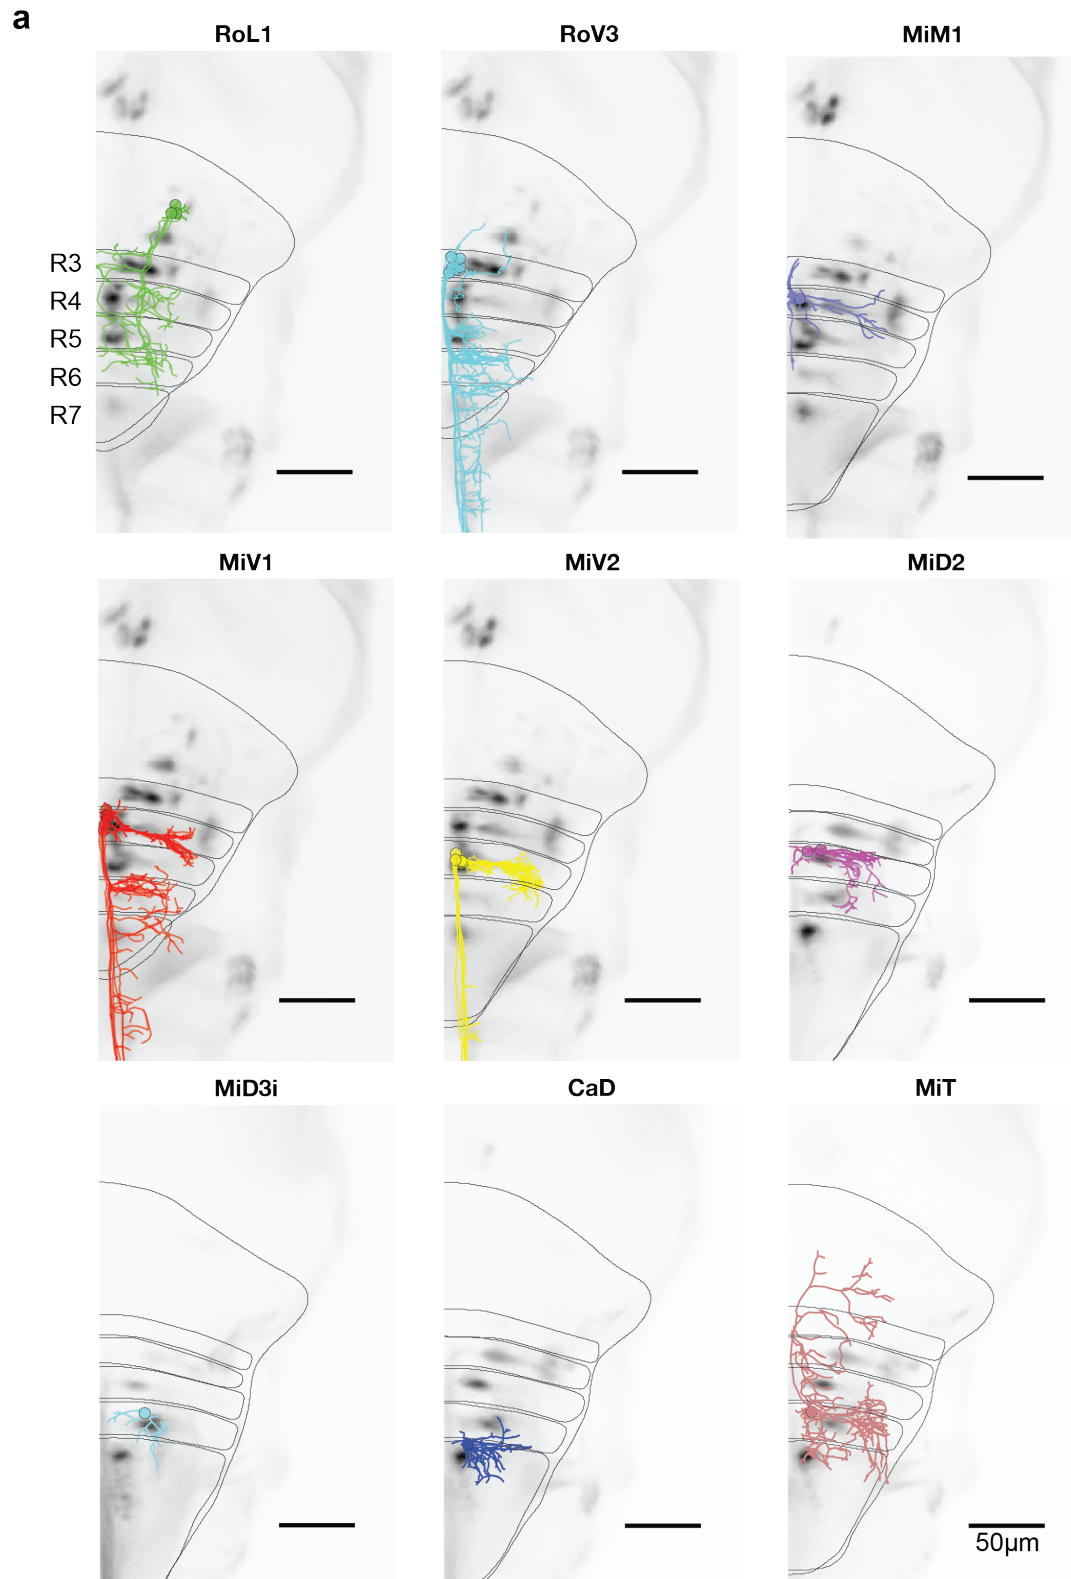 a
RoL1 RoV3 MiM1
R3
R4
R5
R6
R7
MiV1 MiV2 MiD2
MiD3i CaD MiT
50µm